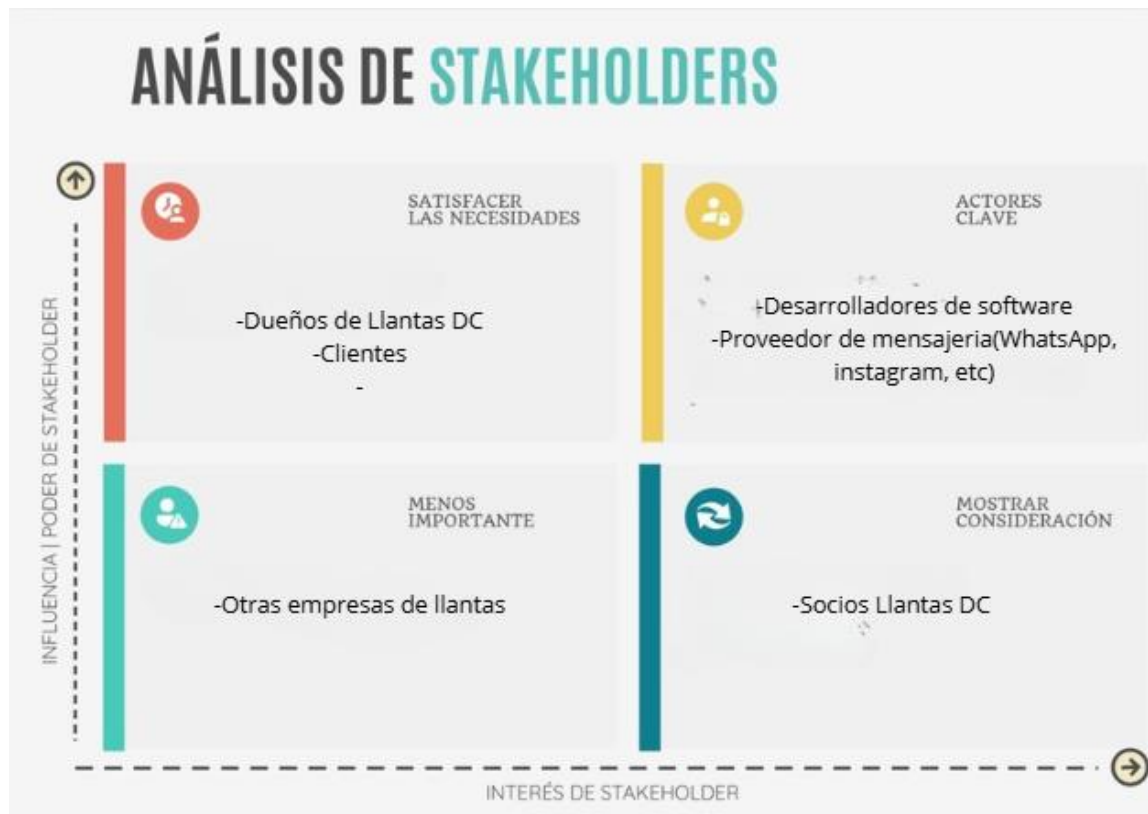 ANÁLISIS DE STAKEHOLDERS
INFLUENCIA | PODER DE STAKEHOLDER
SATISFACER
LAS NECESIDADES
-Dueños de Llantas DC
-Clientes
-
ACTORES
CLAVE
-Desarrolladores de software
-Proveedor de mensajeria(WhatsApp,
instagram, etc)
MENOS
IMPORTANTE
-Otras empresas de llantas
MOSTRAR
CONSIDERACIÓN
-Socios Llantas DC
INTERÉS DE STAKEHOLDER